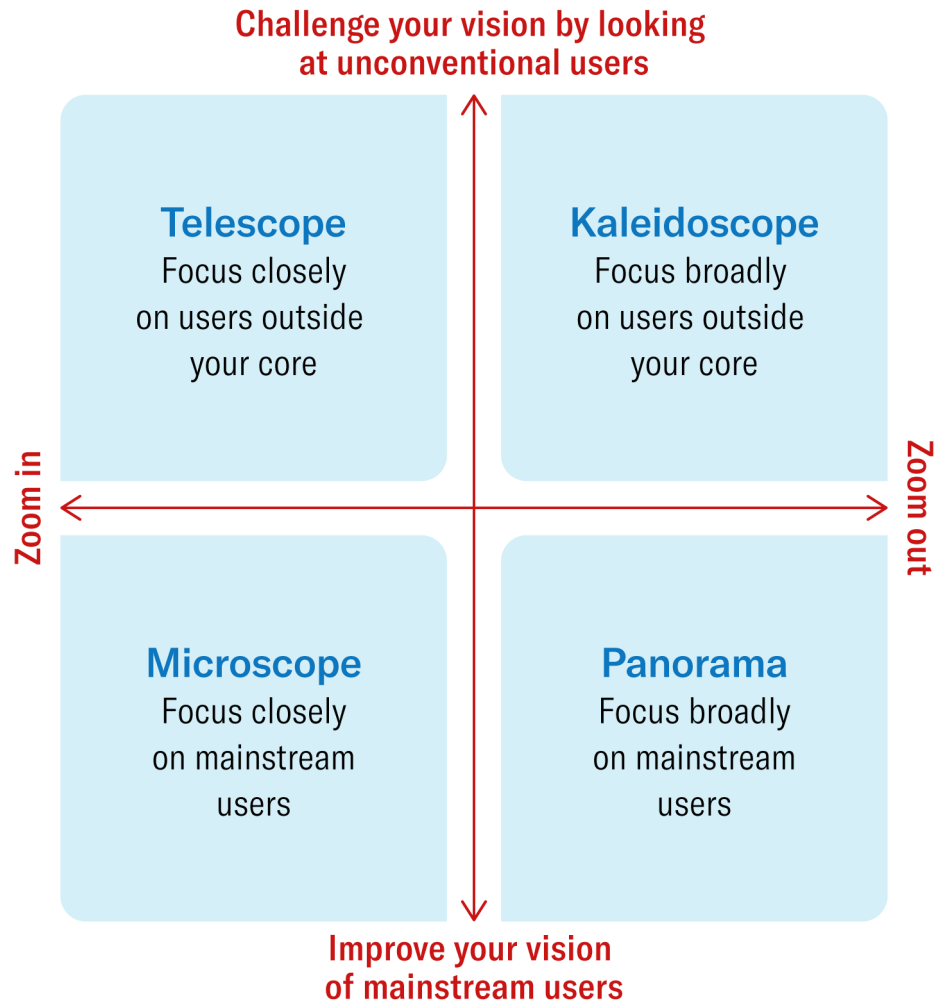 Challenge your vision by looking
at unconventional users
Telescope
Focus closely
on users outside
your core
Kaleidoscope
Focus broadly
on users outside
your core
Zoom in
Zoom out
Microscope
Focus closely
on mainstream
users
Panorama
Focus broadly
on mainstream
users
Improve your vision
of mainstream users